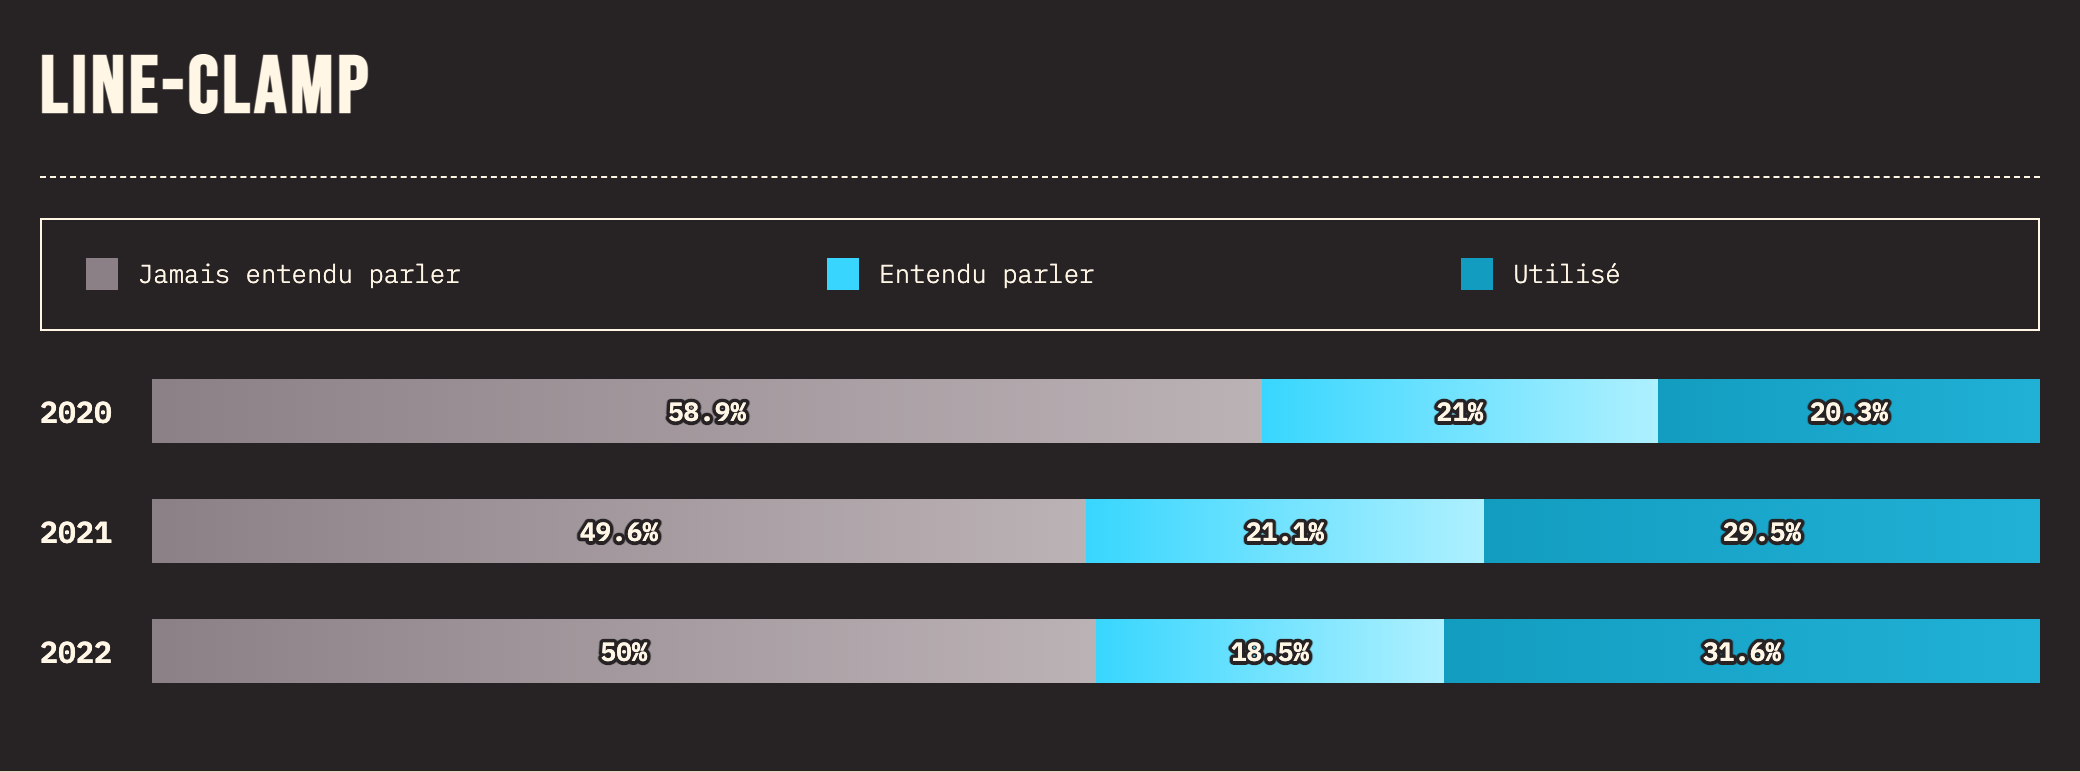 LINE-CLAMP
Jamais entendu parler Entendu parler Utilisé
2020 58.9% 21% 20.3%
2021 49.6% 21.1% 29.5%
2022 50% 18.5% 31.6%